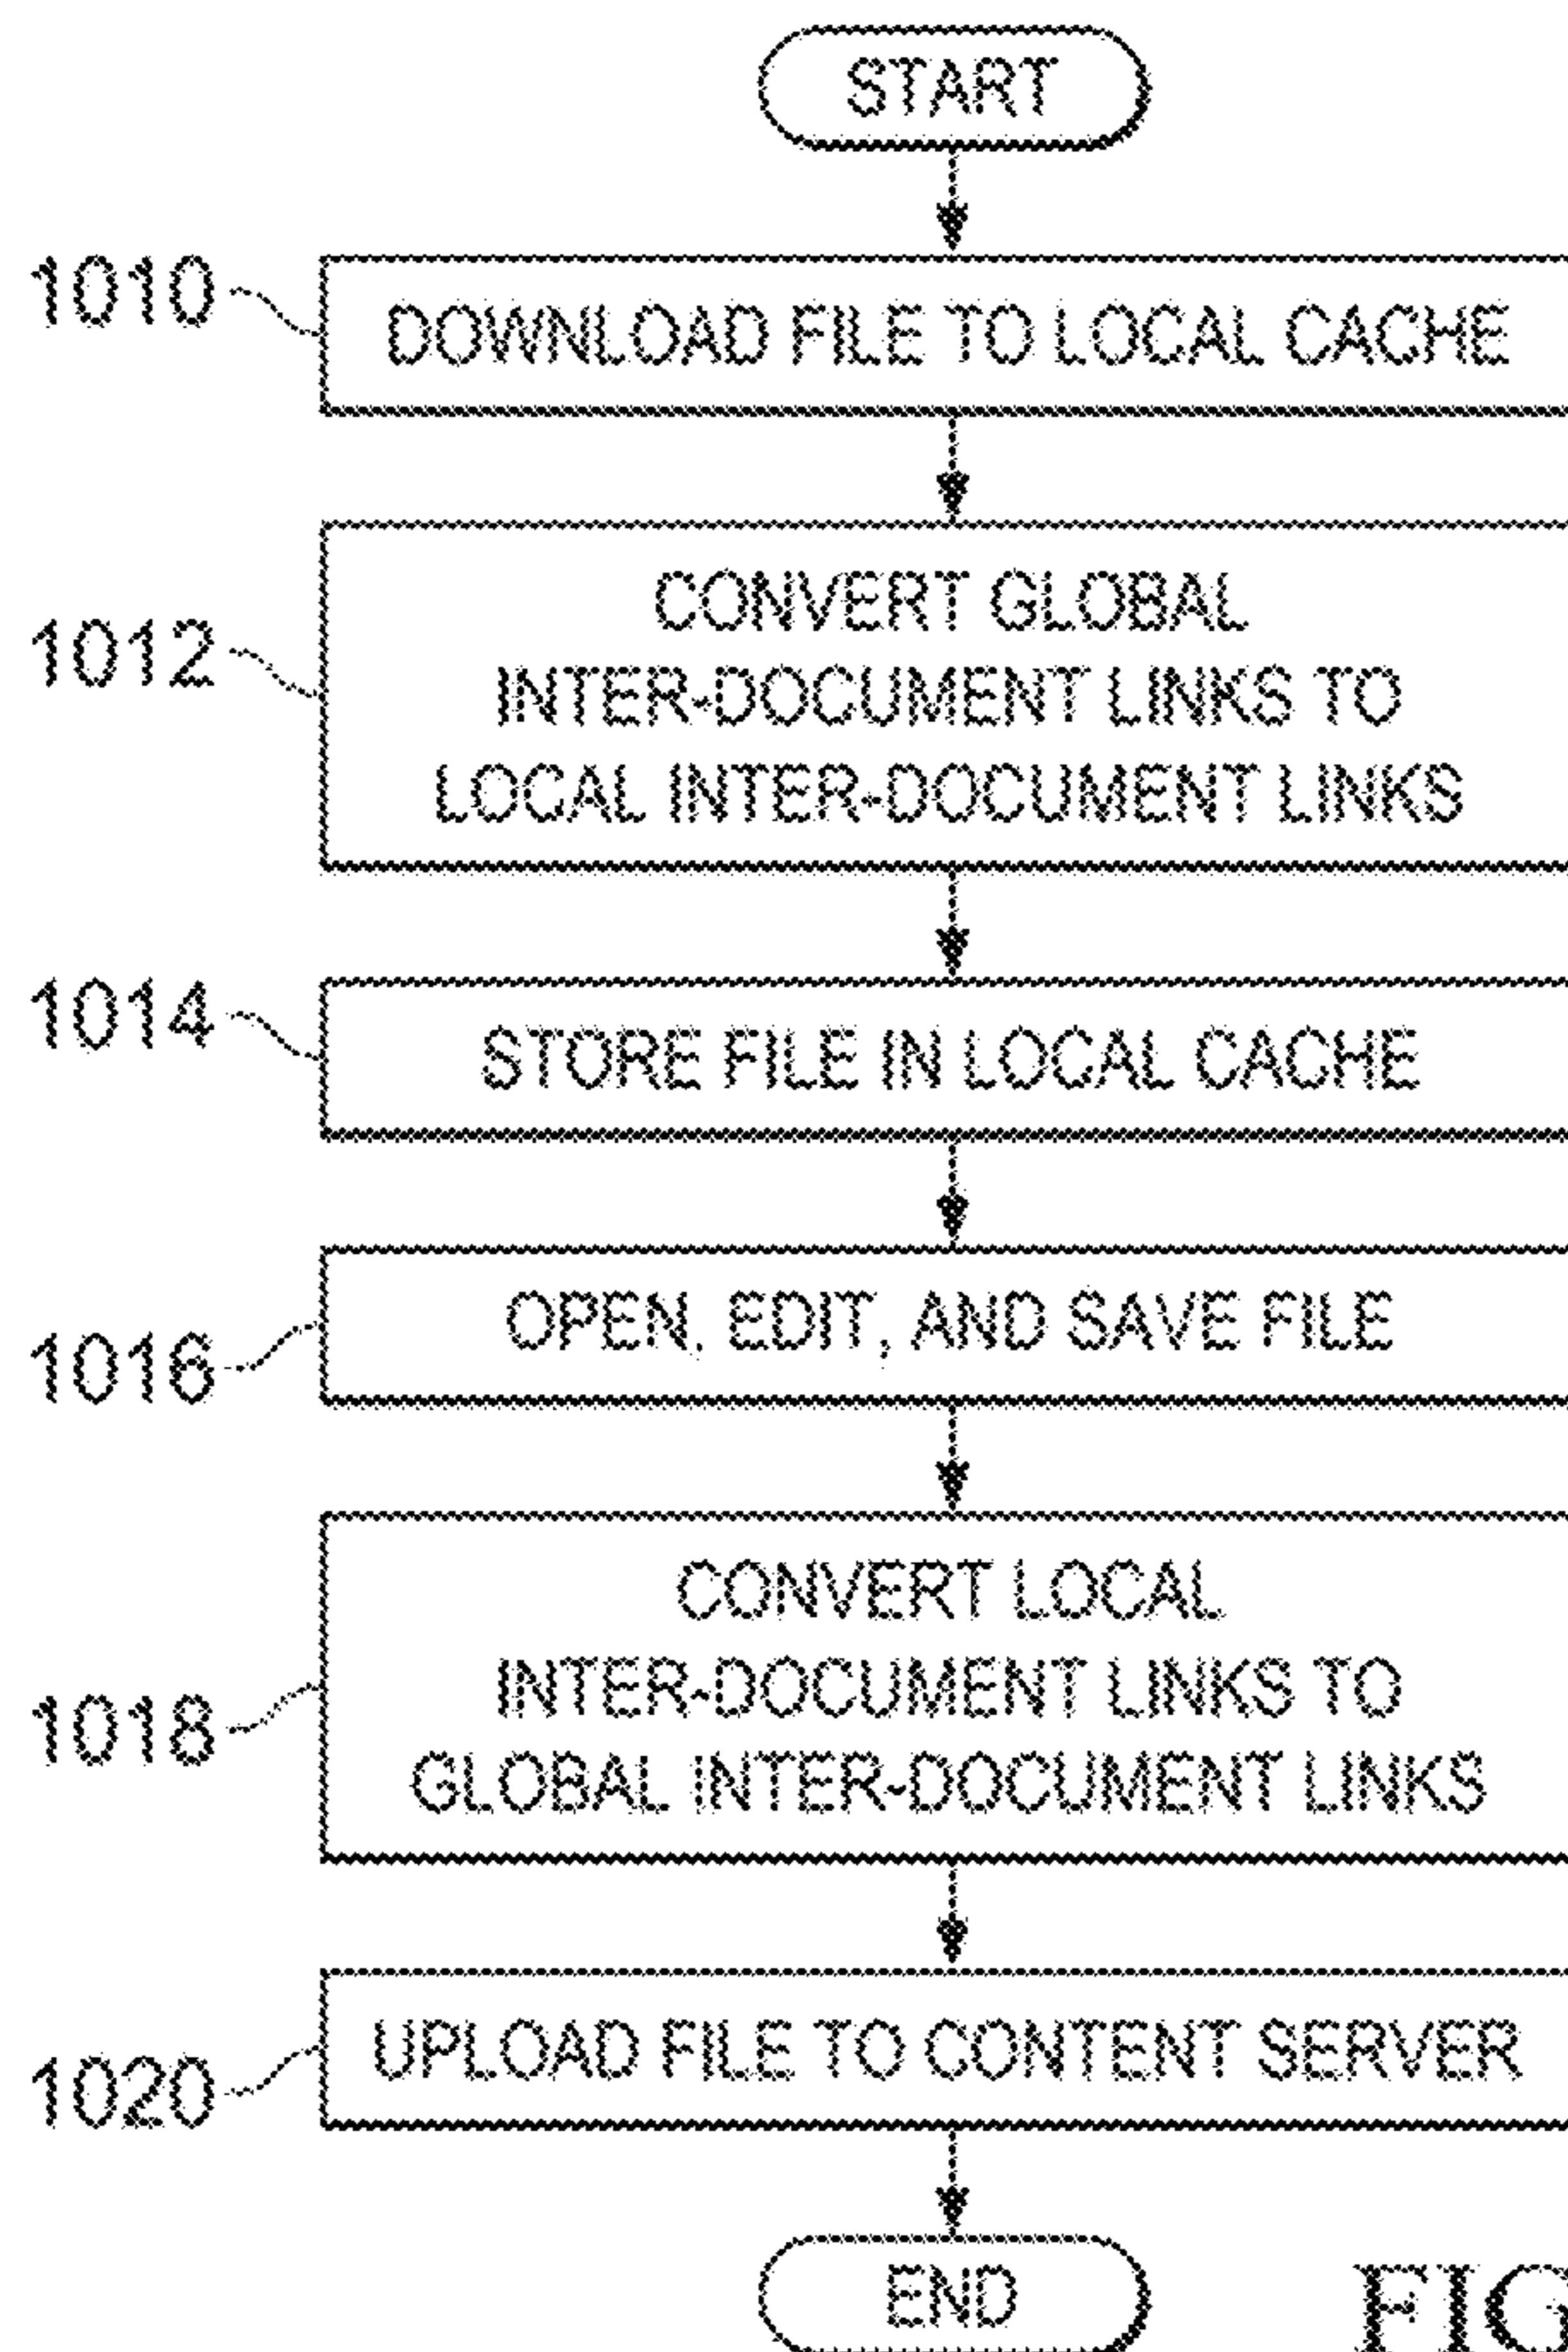 START
1010
DOWNLOAD FILE TO LOCAL CACHE
1012
CONVERT GLOBAL
INTER-DOCUMENT LINKS TO
LOCAL INTER-DOCUMENT LINKS
1014
STORE FILE IN LOCAL CACHE
1016
OPEN, EDIT, AND SAVE FILE
1018
CONVERT LOCAL
INTER-DOCUMENT LINKS TO
GLOBAL INTER-DOCUMENT LINKS
1020
UPLOAD FILE TO CONTENT SERVER
END
FIG